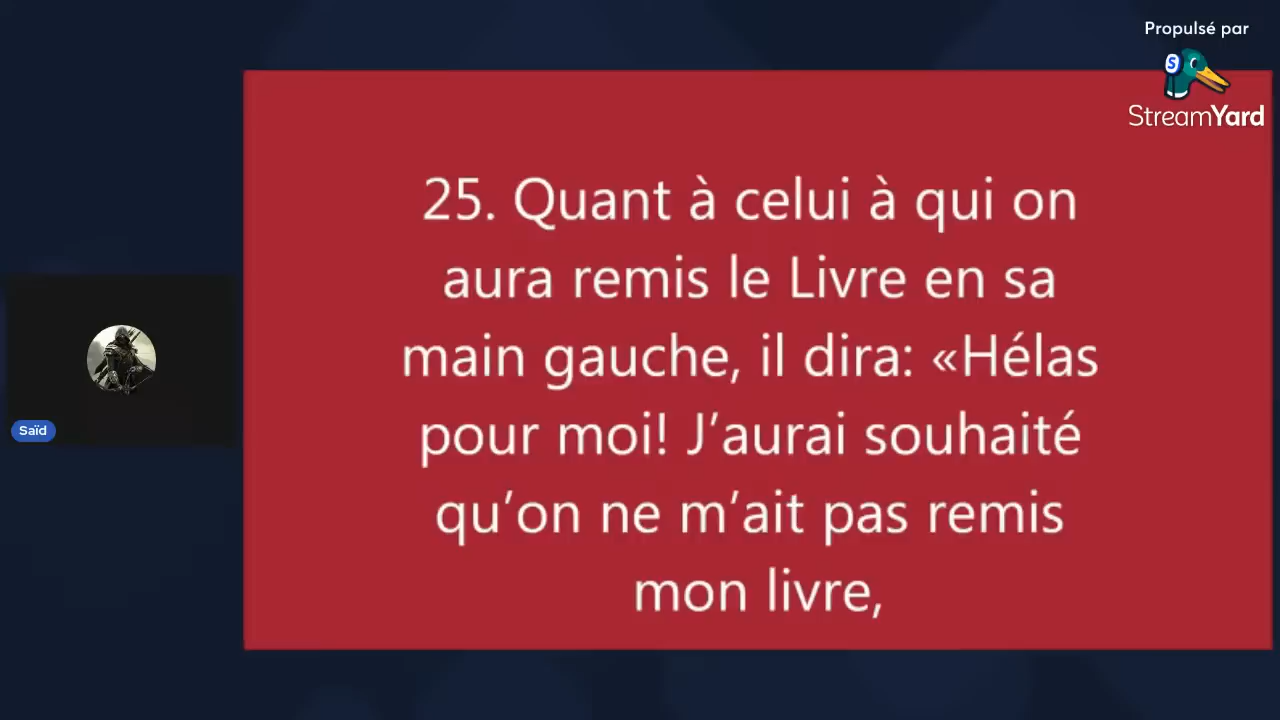 Propulsé par
StreamYard
25. Quant à celui à qui on
aura remis le Livre en sa
main gauche, il dira: «Hélas
pour moi! J’aurai souhaité
qu’on ne m’ait pas remis
mon livre,
Saïd